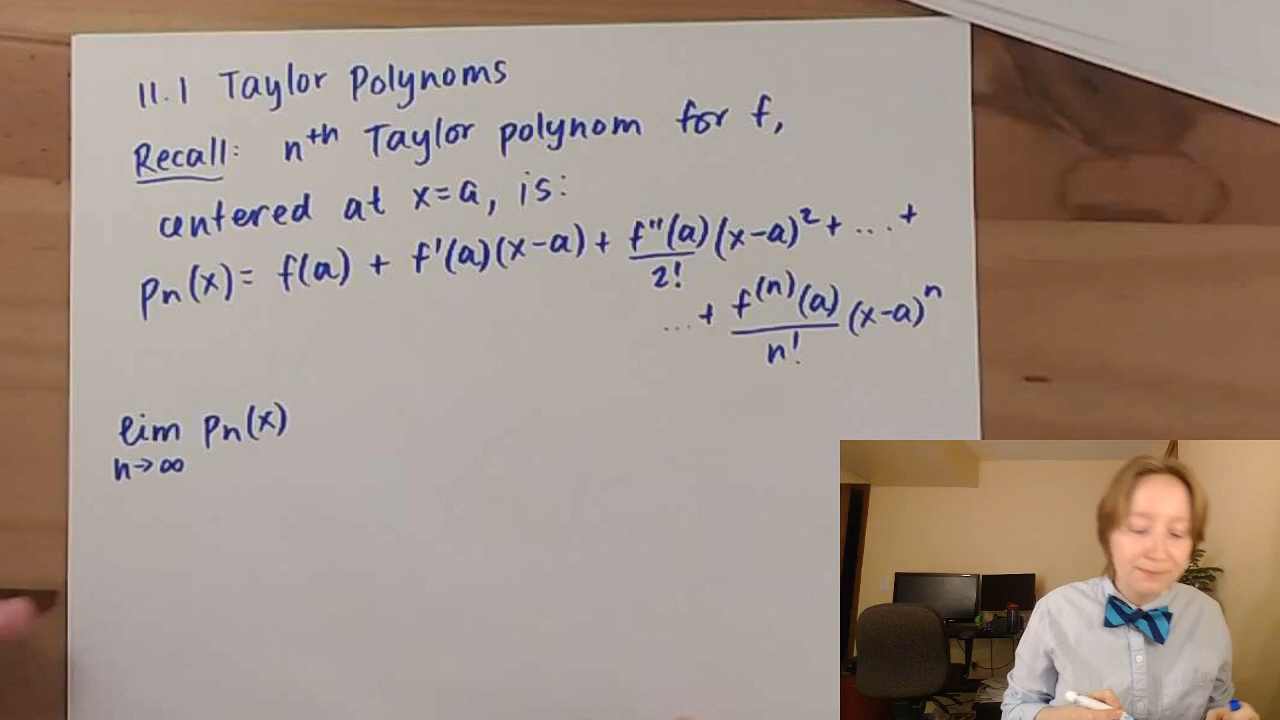 11.1 Taylor Polynoms
Recall: nth Taylor polynom for f,
centered at x=a, is:
pn(x)= f(a) + f'(a)(x-a) + f''(a)/2! (x-a)² + ... +
... + f⁽ⁿ⁾(a)/n! (x-a)ⁿ
lim pn(x)
n→∞